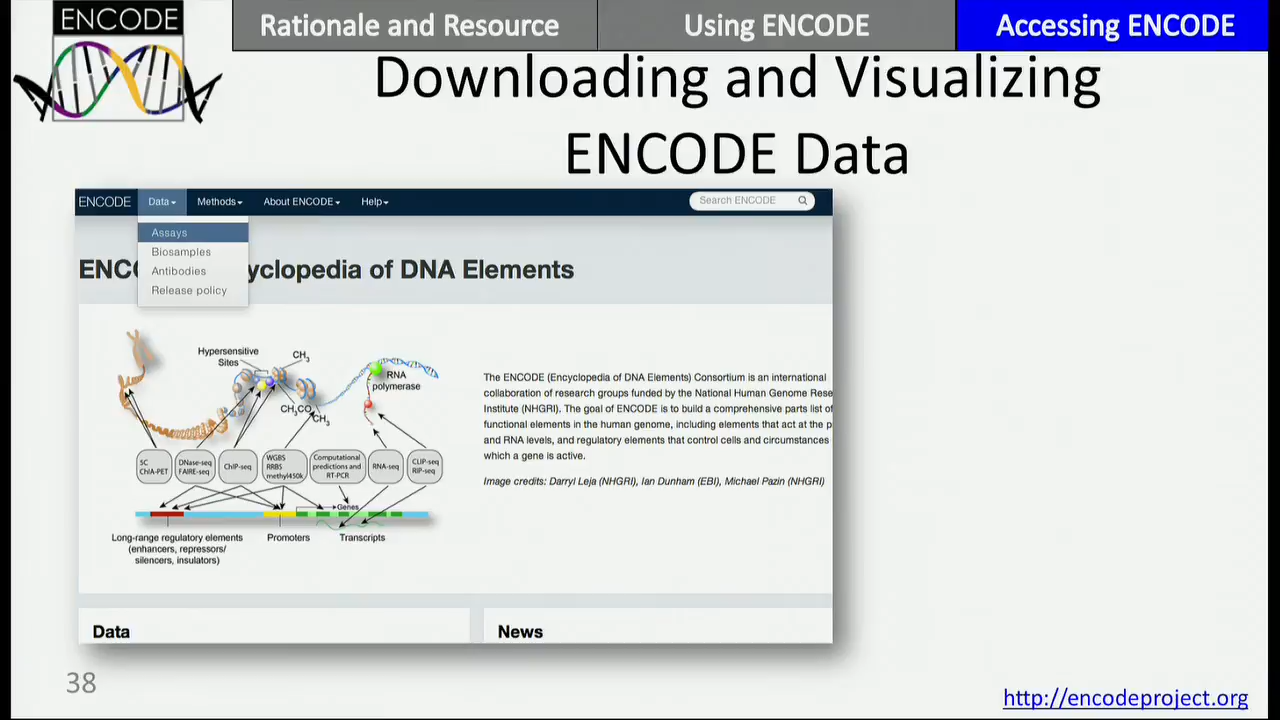 ENCODE
Rationale and Resource
Using ENCODE
Accessing ENCODE
Downloading and Visualizing
ENCODE Data
ENCODE Data Methods About ENCODE Help Search ENCODE
Assays
Biosamples
Antibodies
Release policy
ENC yclopedia of DNA Elements
Hypersensitive
Sites
CH3
RNA
polymerase
CH3CO
CH3
5C
ChIA-PET
DNase-seq
FAIRE-seq
ChIP-seq
WGBS
RRBS
methyl450k
Computational
predictions and
RT-PCR
RNA-seq
CLIP-seq
RIP-seq
Genes
Long-range regulatory elements
(enhancers, repressors/
silencers, insulators)
Promoters
Transcripts
The ENCODE (Encyclopedia of DNA Elements) Consortium is an international
collaboration of research groups funded by the National Human Genome Rese
Institute (NHGRI). The goal of ENCODE is to build a comprehensive parts list of
functional elements in the human genome, including elements that act at the p
and RNA levels, and regulatory elements that control cells and circumstances
which a gene is active.
Image credits: Darryl Leja (NHGRI), Ian Dunham (EBI), Michael Pazin (NHGRI)
Data
News
38
http://encodeproject.org